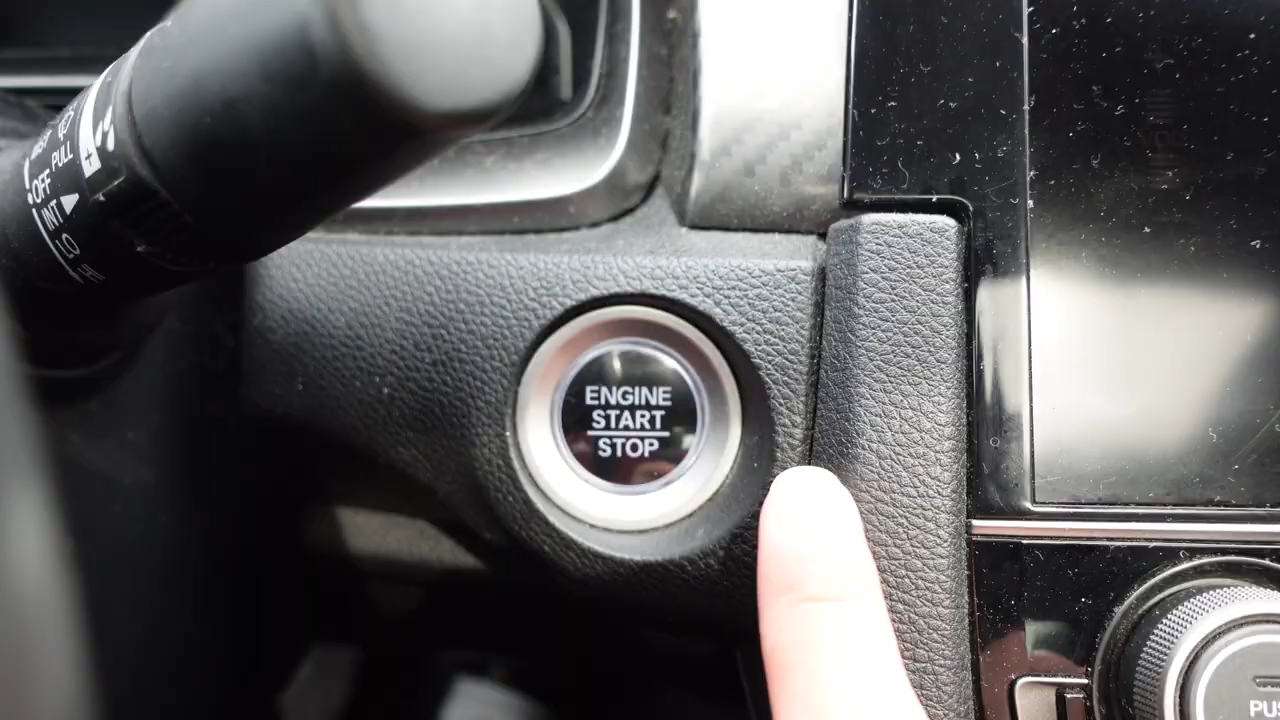 PULL
OFF
INT
LO
HI
ENGINE
START
STOP